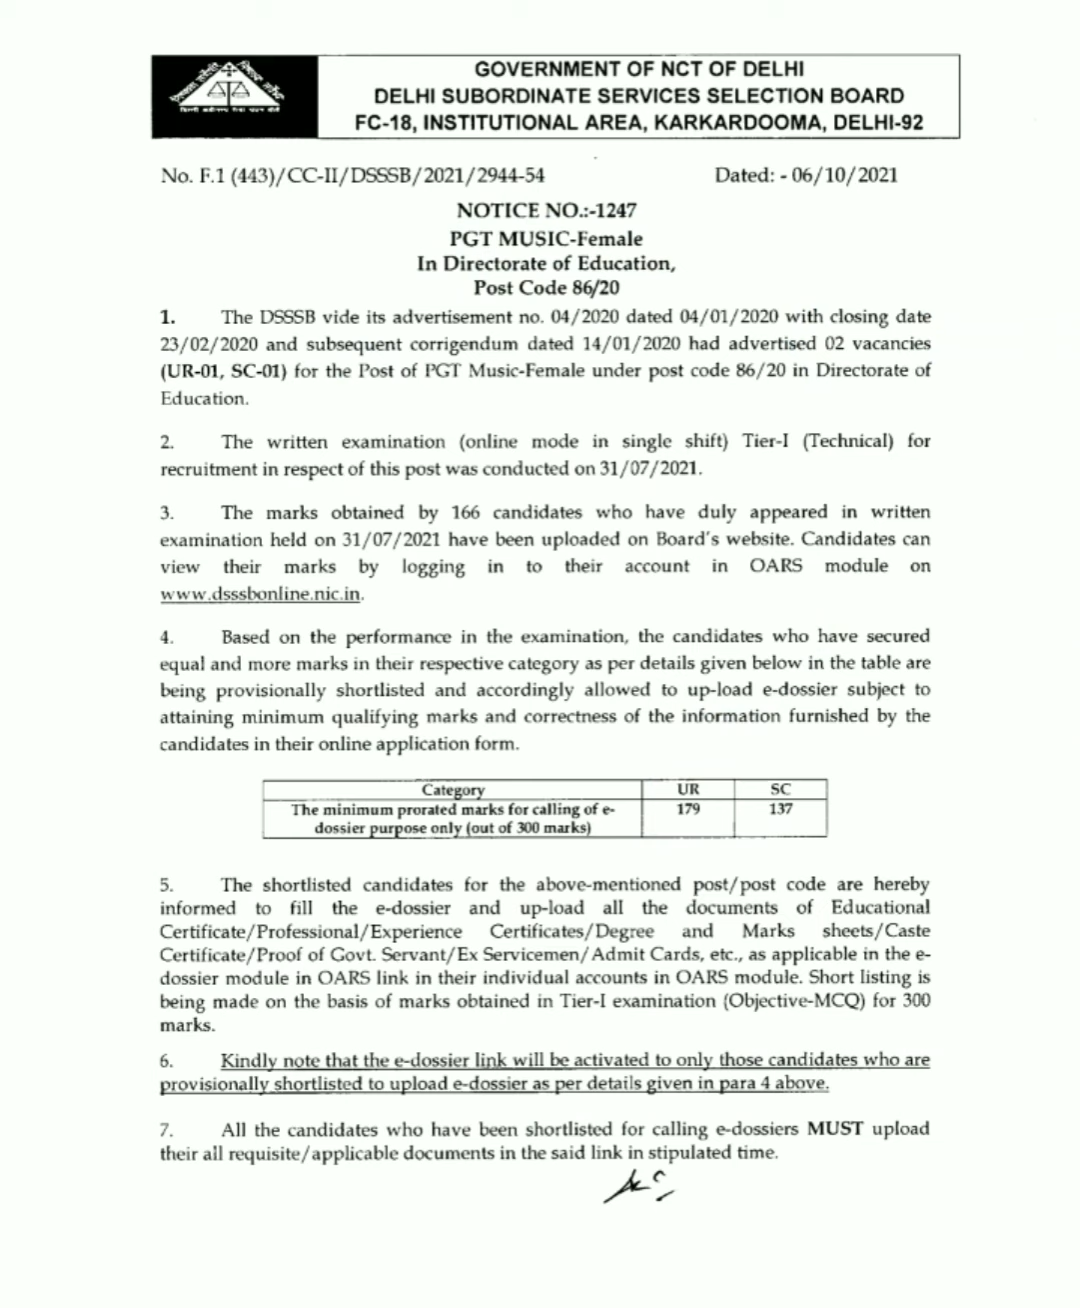 GOVERNMENT OF NCT OF DELHI
DELHI SUBORDINATE SERVICES SELECTION BOARD
FC-18, INSTITUTIONAL AREA, KARKARDOOMA, DELHI-92
No. F.1 (443)/CC-II/DSSSB/2021/2944-54 Dated: - 06/10/2021
NOTICE NO.:-1247
PGT MUSIC-Female
In Directorate of Education,
Post Code 86/20
1. The DSSSB vide its advertisement no. 04/2020 dated 04/01/2020 with closing date
23/02/2020 and subsequent corrigendum dated 14/01/2020 had advertised 02 vacancies
(UR-01, SC-01) for the Post of PGT Music-Female under post code 86/20 in Directorate of
Education.
2. The written examination (online mode in single shift) Tier-I (Technical) for
recruitment in respect of this post was conducted on 31/07/2021.
3. The marks obtained by 166 candidates who have duly appeared in written
examination held on 31/07/2021 have been uploaded on Board's website. Candidates can
view their marks by logging in to their account in OARS module on
www.dsssbonline.nic.in.
4. Based on the performance in the examination, the candidates who have secured
equal and more marks in their respective category as per details given below in the table are
being provisionally shortlisted and accordingly allowed to up-load e-dossier subject to
attaining minimum qualifying marks and correctness of the information furnished by the
candidates in their online application form.
Category UR SC
The minimum prorated marks for calling of e- 179 137
dossier purpose only (out of 300 marks)
5. The shortlisted candidates for the above-mentioned post/post code are hereby
informed to fill the e-dossier and up-load all the documents of Educational
Certificate/Professional/Experience Certificates/Degree and Marks sheets/Caste
Certificate/Proof of Govt. Servant/Ex Servicemen/Admit Cards, etc., as applicable in the e-
dossier module in OARS link in their individual accounts in OARS module. Short listing is
being made on the basis of marks obtained in Tier-I examination (Objective-MCQ) for 300
marks.
6. Kindly note that the e-dossier link will be activated to only those candidates who are
provisionally shortlisted to upload e-dossier as per details given in para 4 above.
7. All the candidates who have been shortlisted for calling e-dossiers MUST upload
their all requisite/applicable documents in the said link in stipulated time.